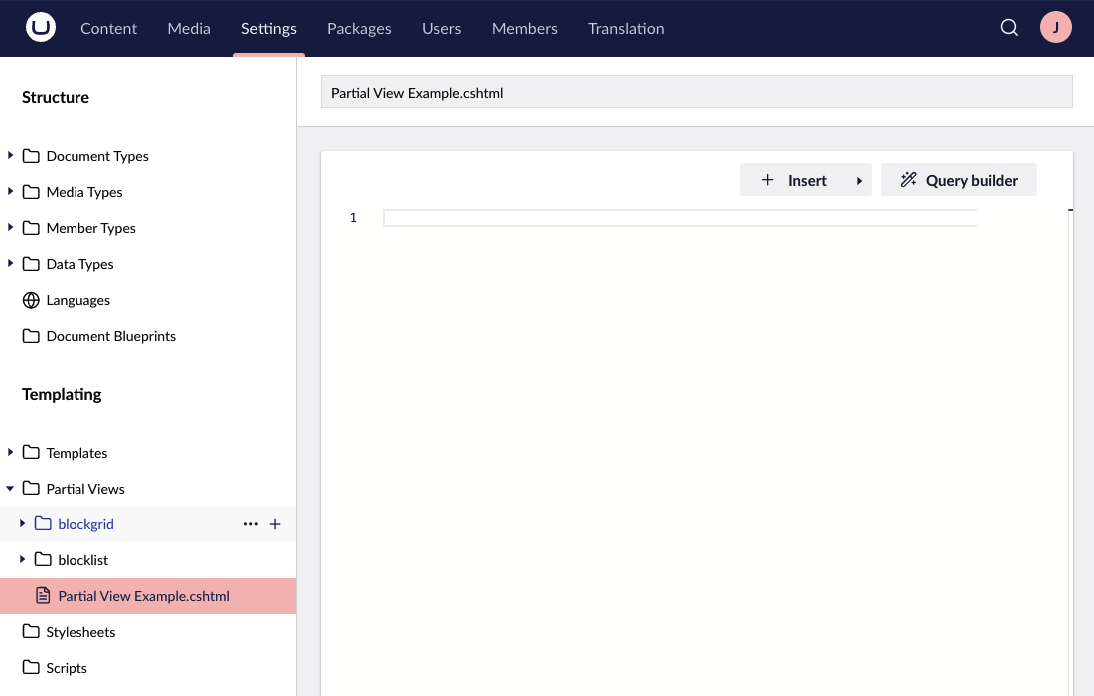 Content Media Settings Packages Users Members Translation J
Structure
Document Types
Media Types
Member Types
Data Types
Languages
Document Blueprints
Templating
Templates
Partial Views
blockgrid
blocklist
Partial View Example.cshtml
Stylesheets
Scripts
Partial View Example.cshtml
Insert Query builder
1